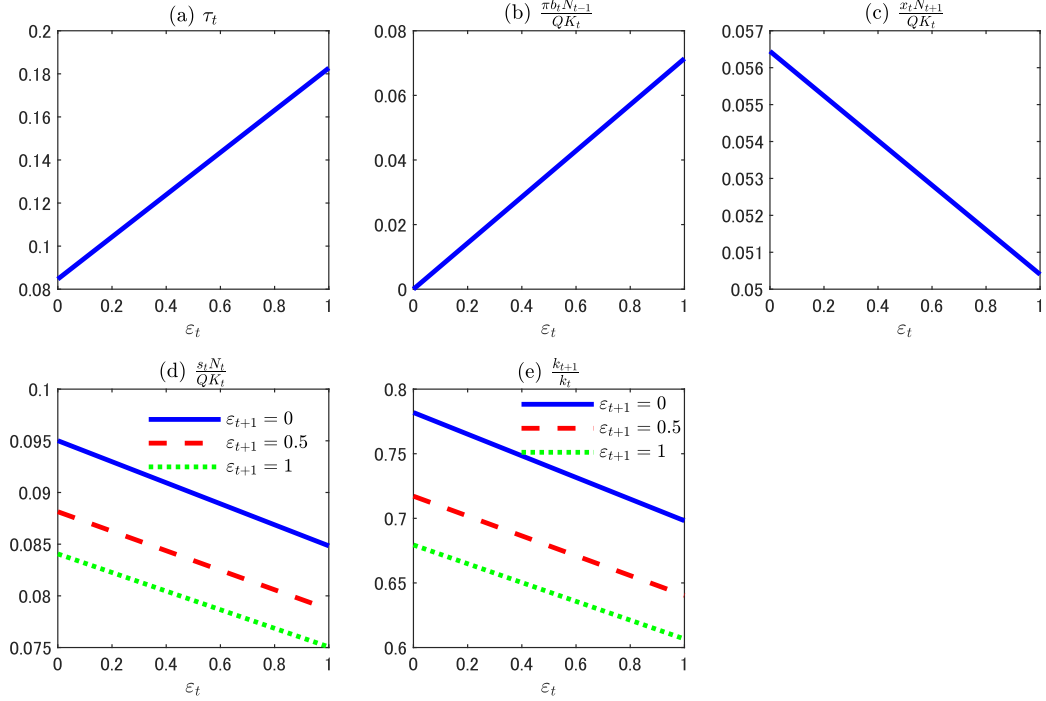 (a) τ_t
0.2
0.18
0.16
0.14
0.12
0.1
0.08
0 0.2 0.4 0.6 0.8 1
ε_t
(b) πb_tN_{t−1}/QK_t
0.1
0.08
0.06
0.04
0.02
0
0 0.2 0.4 0.6 0.8 1
ε_t
(c) x_tN_{t+1}/QK_t
0.057
0.056
0.055
0.054
0.053
0.052
0.051
0.05
0 0.2 0.4 0.6 0.8 1
ε_t
(d) s_tN_t/QK_t
0.1
0.095
0.09
0.085
0.08
0.075
ε_{t+1} = 0
ε_{t+1} = 0.5
ε_{t+1} = 1
0 0.2 0.4 0.6 0.8 1
ε_t
(e) k_{t+1}/k_t
0.8
0.75
0.7
0.65
0.6
ε_{t+1} = 0
ε_{t+1} = 0.5
ε_{t+1} = 1
0 0.2 0.4 0.6 0.8 1
ε_t